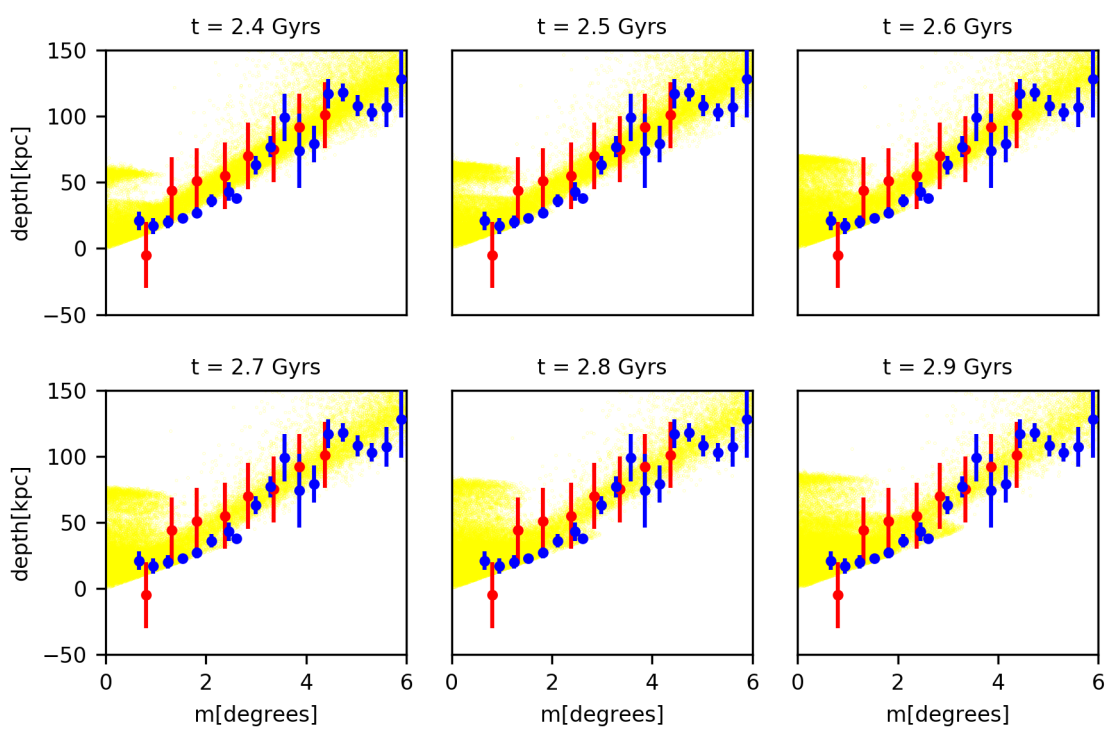 t = 2.4 Gyrs
t = 2.5 Gyrs
t = 2.6 Gyrs
150
100
50
0
−50
depth[kpc]
t = 2.7 Gyrs
t = 2.8 Gyrs
t = 2.9 Gyrs
150
100
50
0
−50
depth[kpc]
0 2 4 6
0 2 4 6
0 2 4 6
m[degrees]
m[degrees]
m[degrees]